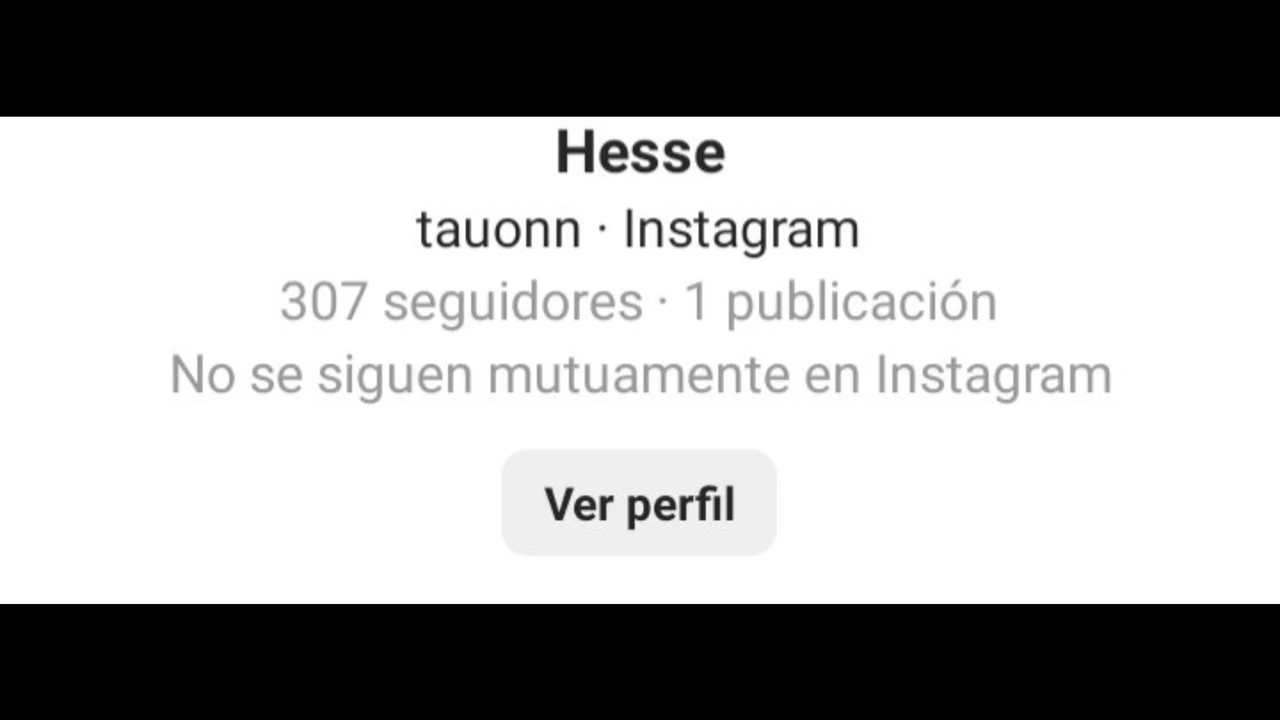 Hesse
tauonn · Instagram
307 seguidores · 1 publicación
No se siguen mutuamente en Instagram
Ver perfil